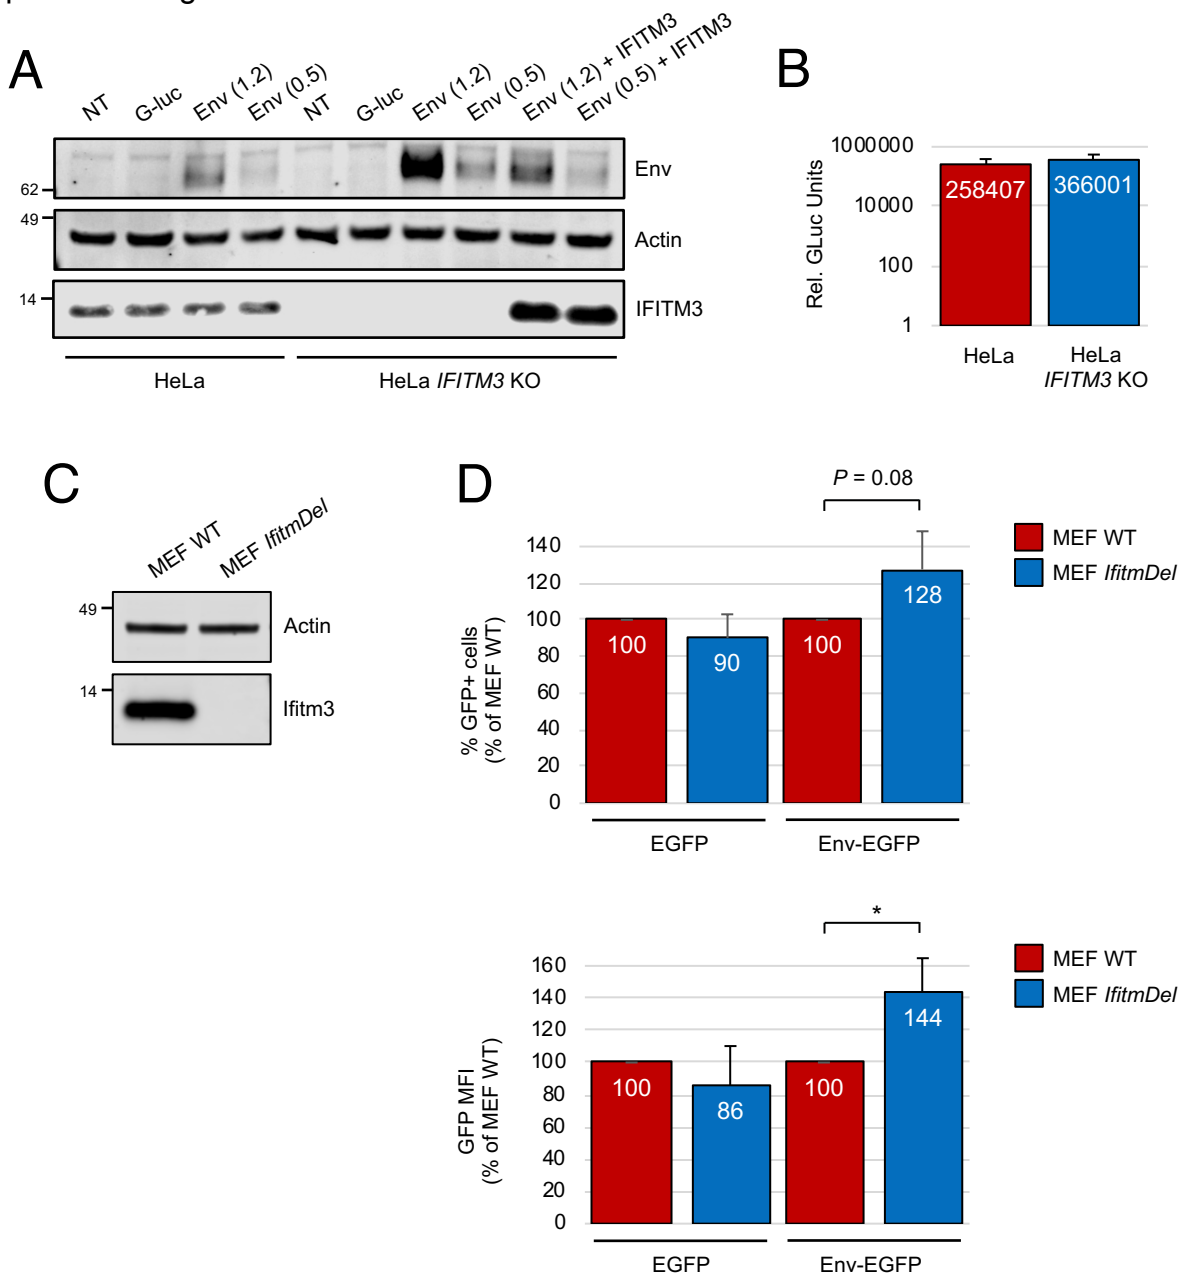 A
NT
G-luc
Env (1.2)
Env (0.5)
NT
G-luc
Env (1.2)
Env (0.5)
Env (1.2) + IFITM3
Env (0.5) + IFITM3
62
Env
49
Actin
14
IFITM3
HeLa
HeLa IFITM3 KO
B
Rel. GLuc Units
1000000
10000
100
1
258407
366001
HeLa
HeLa
IFITM3 KO
C
MEF WT
MEF IfitmDel
49
Actin
14
Ifitm3
D
P = 0.08
MEF WT
MEF IfitmDel
% GFP+ cells
(% of MEF WT)
140
120
100
80
60
40
20
0
100
90
100
128
EGFP
Env-EGFP
*
MEF WT
MEF IfitmDel
GFP MFI
(% of MEF WT)
160
140
120
100
80
60
40
20
0
100
86
100
144
EGFP
Env-EGFP